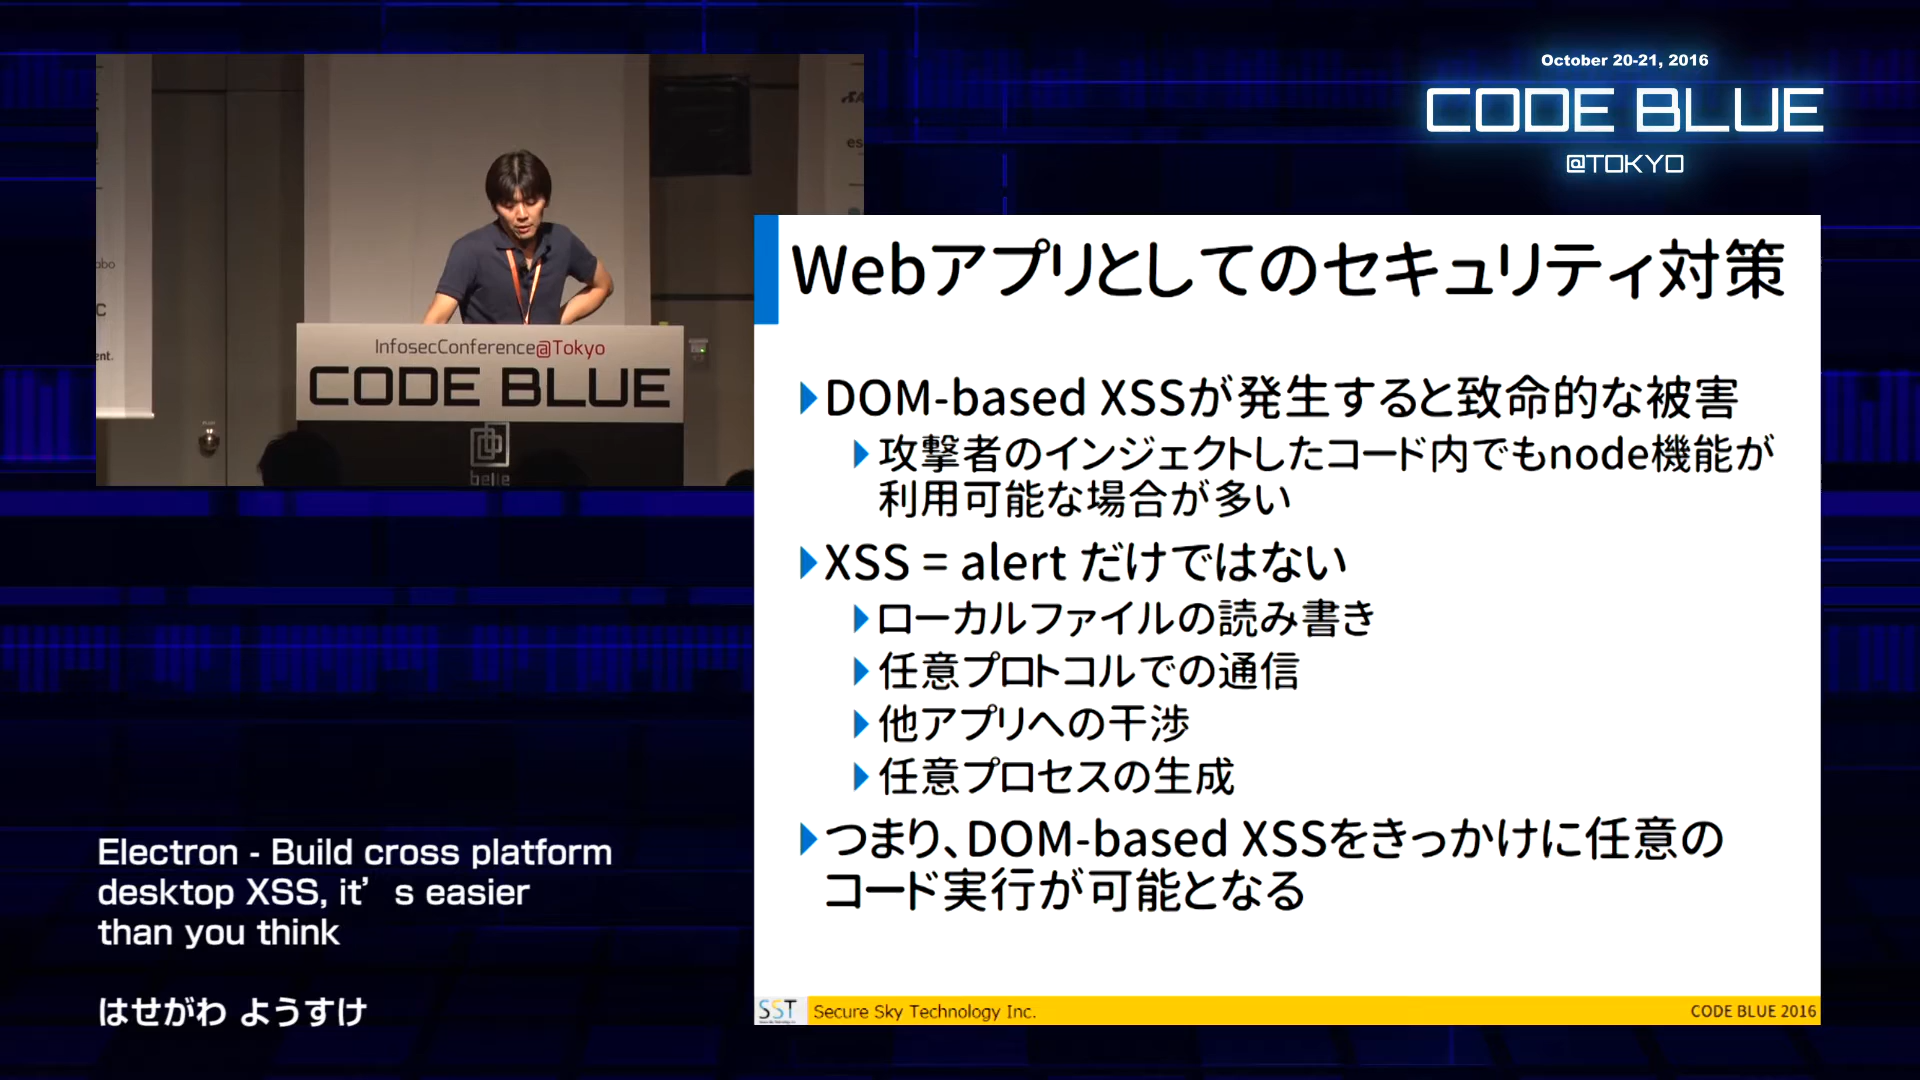 October 20-21, 2016
CODE BLUE
@TOKYO
InfosecConference@Tokyo
CODE BLUE
belle
Webアプリとしてのセキュリティ対策
DOM-based XSSが発生すると致命的な被害
攻撃者のインジェクトしたコード内でもnode機能が
利用可能な場合が多い
XSS = alert だけではない
ローカルファイルの読み書き
任意プロトコルでの通信
他アプリへの干渉
任意プロセスの生成
つまり、DOM-based XSSをきっかけに任意の
コード実行が可能となる
SST Secure Sky Technology Inc.
CODE BLUE 2016
Electron - Build cross platform
desktop XSS, it’s easier
than you think
はせがわ ようすけ